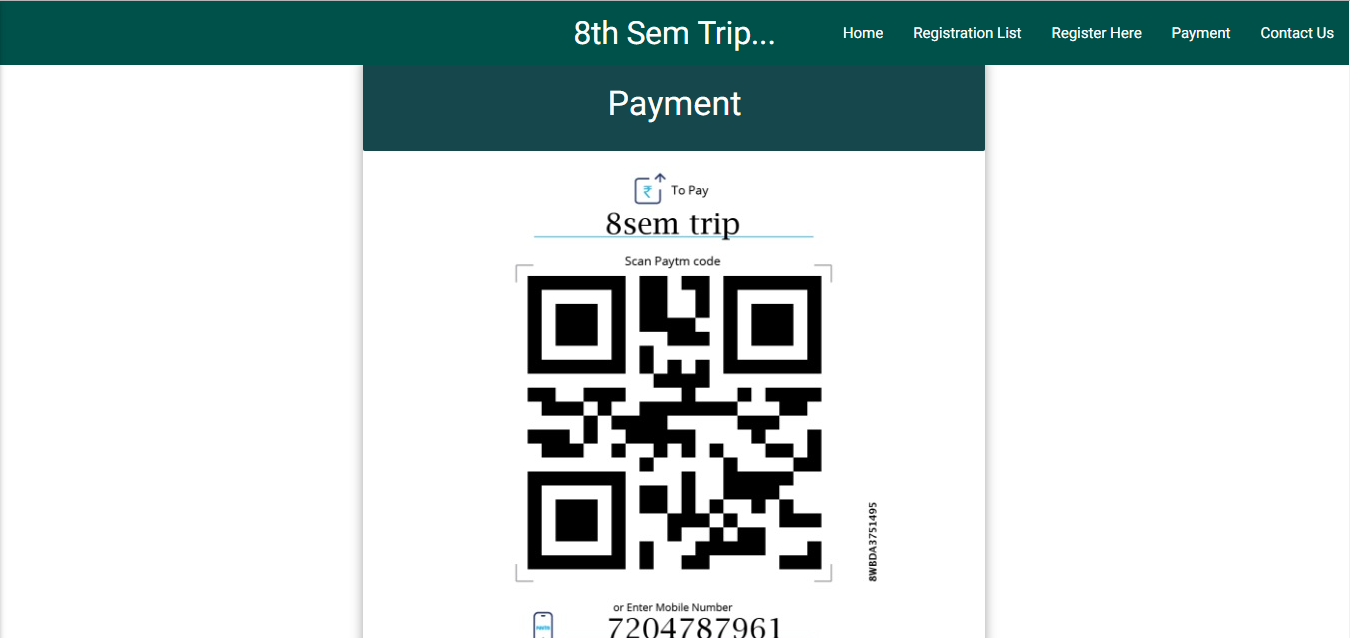 8th Sem Trip...
Home
Registration List
Register Here
Payment
Contact Us
Payment
₹
To Pay
8sem trip
Scan Paytm code
8WBDA3751495
or Enter Mobile Number
paytm
7204787961